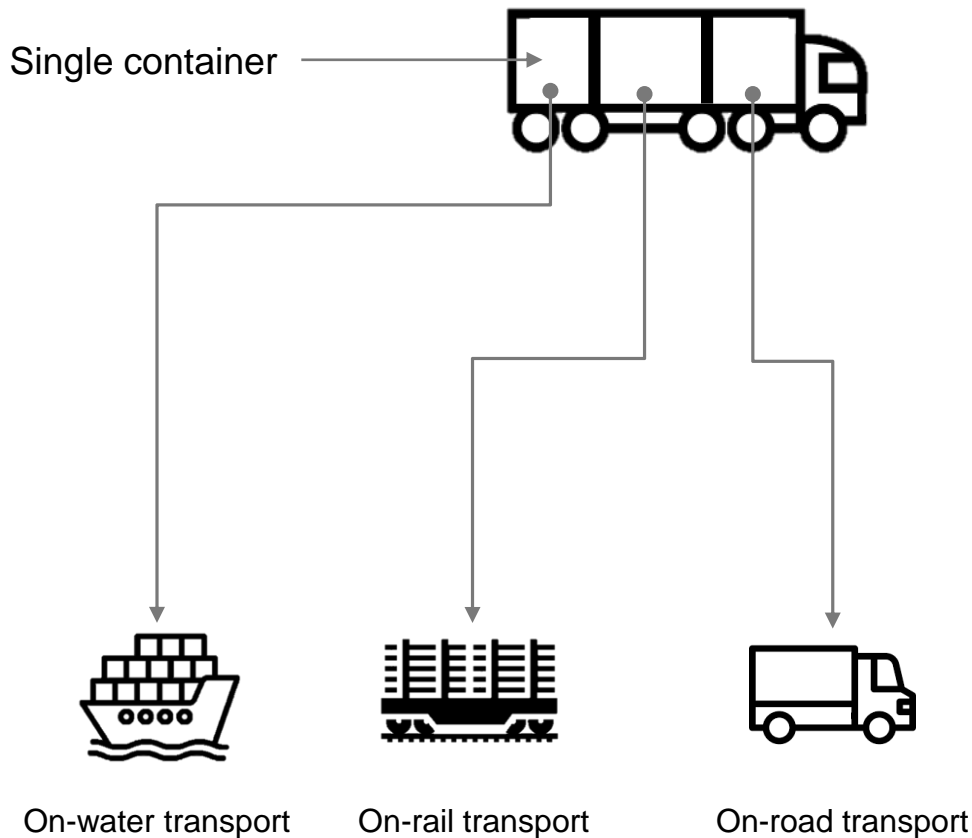 Single container
On-water transport
On-rail transport
On-road transport